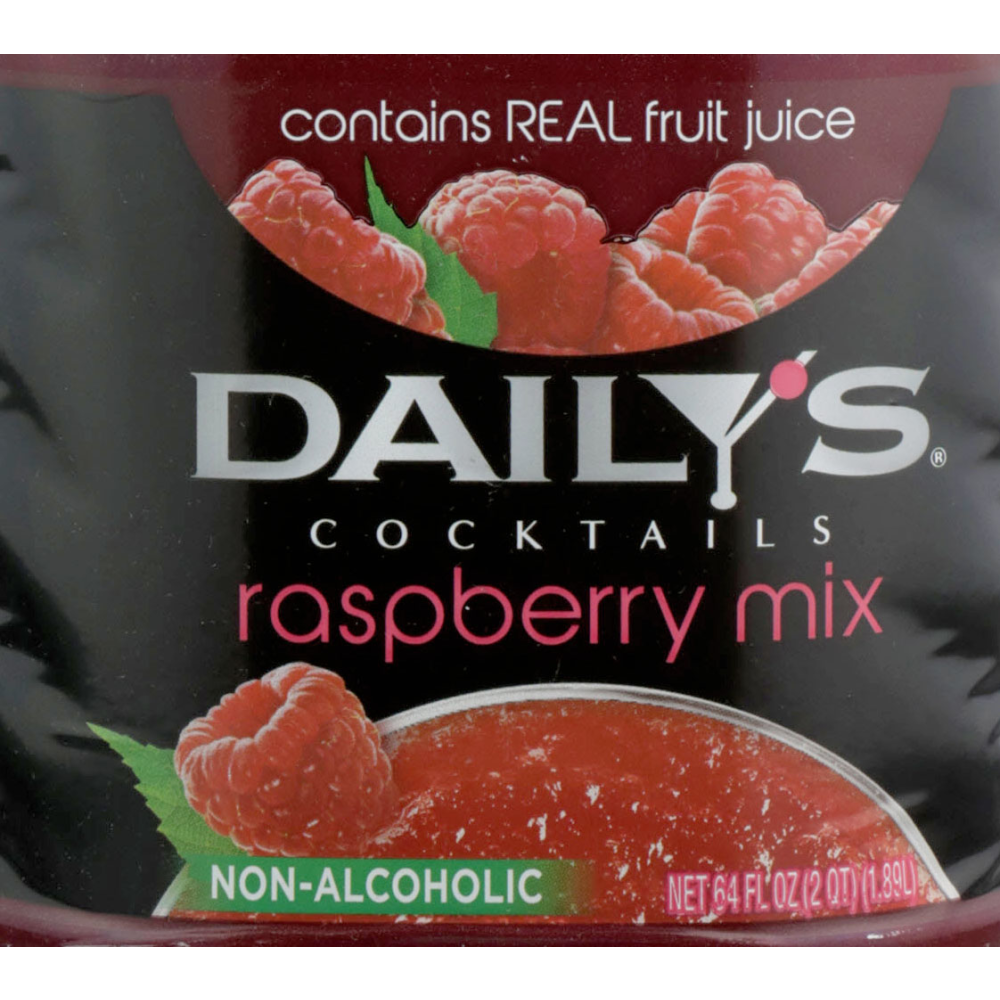 contains REAL fruit juice
DAILY'S®
COCKTAILS
raspberry mix
NON-ALCOHOLIC
NET 64 FL OZ (2 QT) (1.89L)